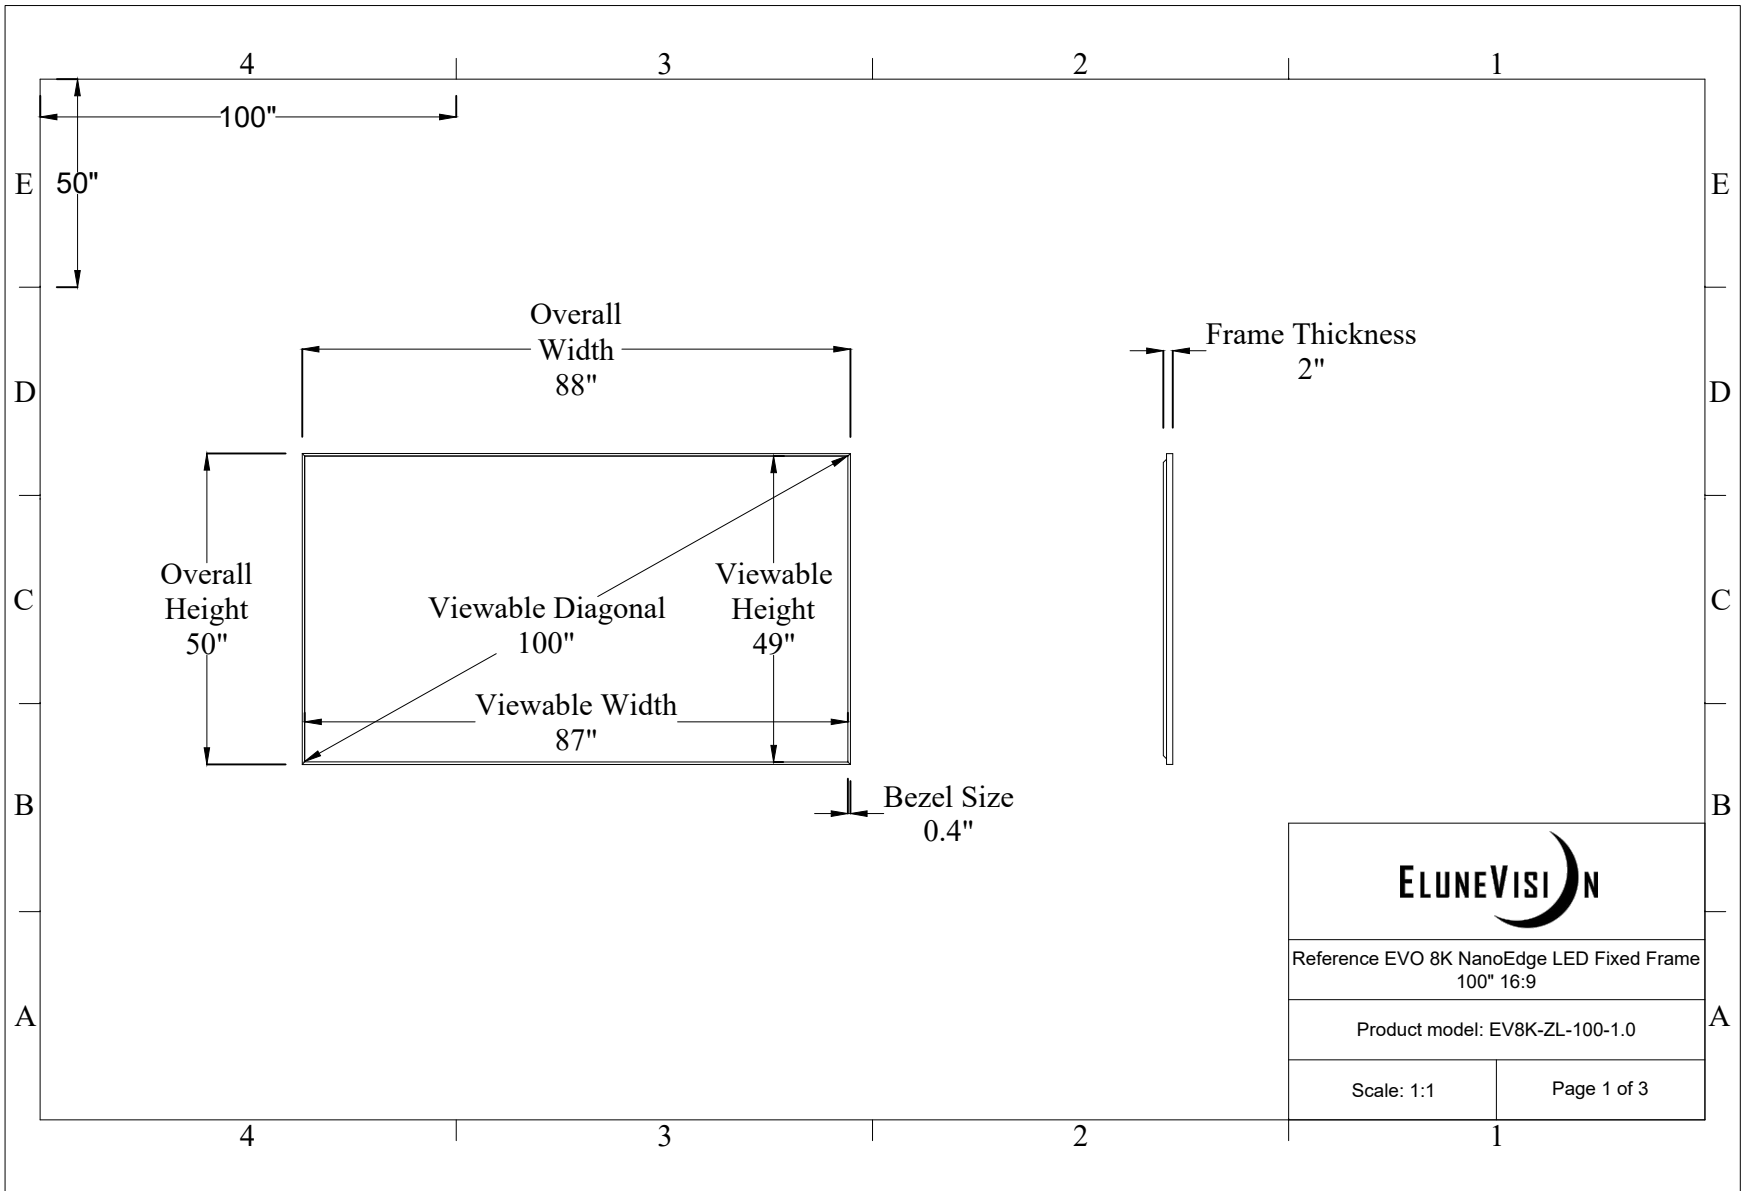 4 3 2 1
100"
E 50" E
Overall
Width
88"
Frame Thickness
2"
D D
Overall
Height
50"
Viewable Diagonal
100"
Viewable
Height
49"
C C
Viewable Width
87"
Bezel Size
0.4"
B B
ELUNEVISION
Reference EVO 8K NanoEdge LED Fixed Frame
100" 16:9
Product model: EV8K-ZL-100-1.0
A A
Scale: 1:1
Page 1 of 3
4 3 2 1